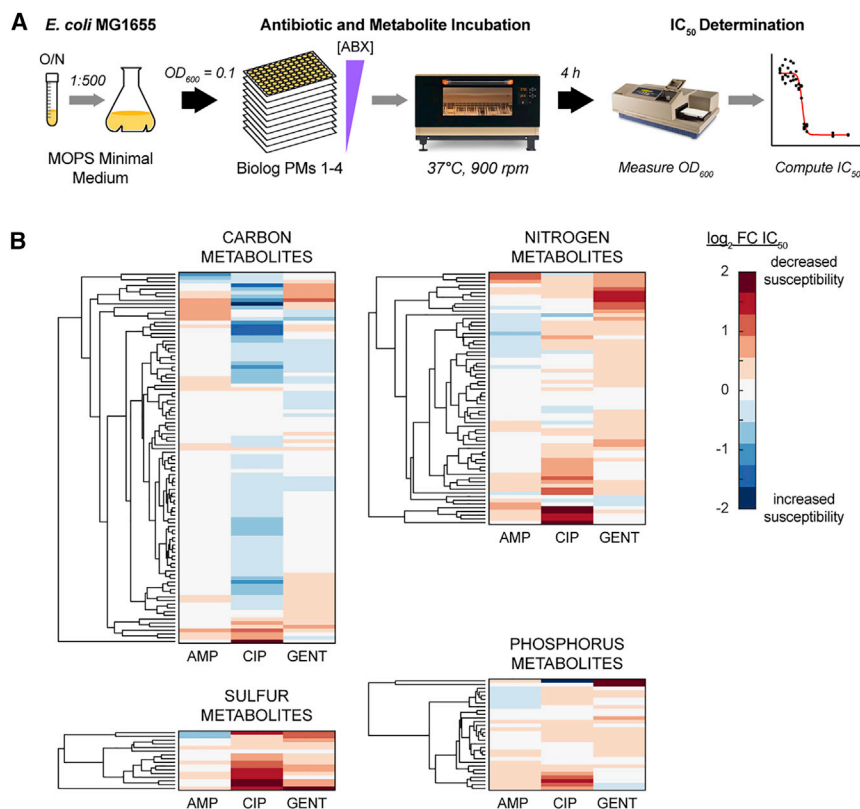 A
E. coli MG1655
Antibiotic and Metabolite Incubation
IC50 Determination
O/N
1:500
OD600 = 0.1
[ABX]
4 h
MOPS Minimal
Medium
Biolog PMs 1-4
37°C, 900 rpm
Measure OD600
Compute IC50
B
CARBON
METABOLITES
AMP CIP GENT
NITROGEN
METABOLITES
AMP CIP GENT
log2 FC IC50
2
1
0
-1
-2
decreased
susceptibility
increased
susceptibility
SULFUR
METABOLITES
AMP CIP GENT
PHOSPHORUS
METABOLITES
AMP CIP GENT